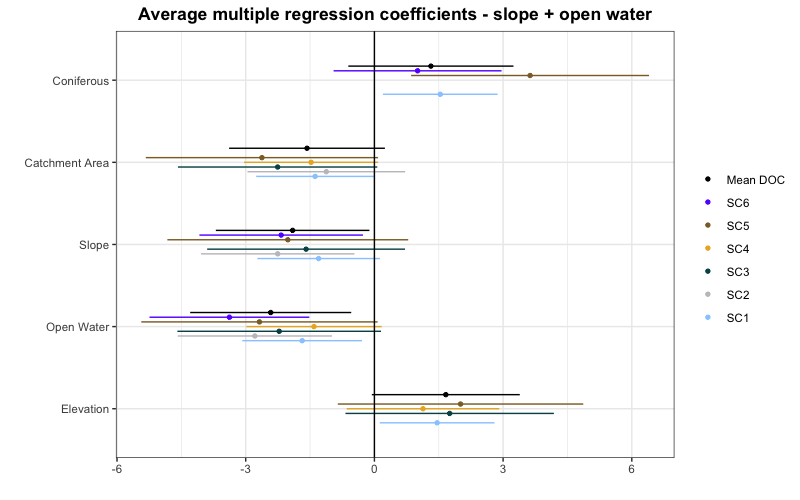 Average multiple regression coefficients - slope + open water
Coniferous
Catchment Area
Slope
Open Water
Elevation
-6 -3 0 3 6
Mean DOC
SC6
SC5
SC4
SC3
SC2
SC1